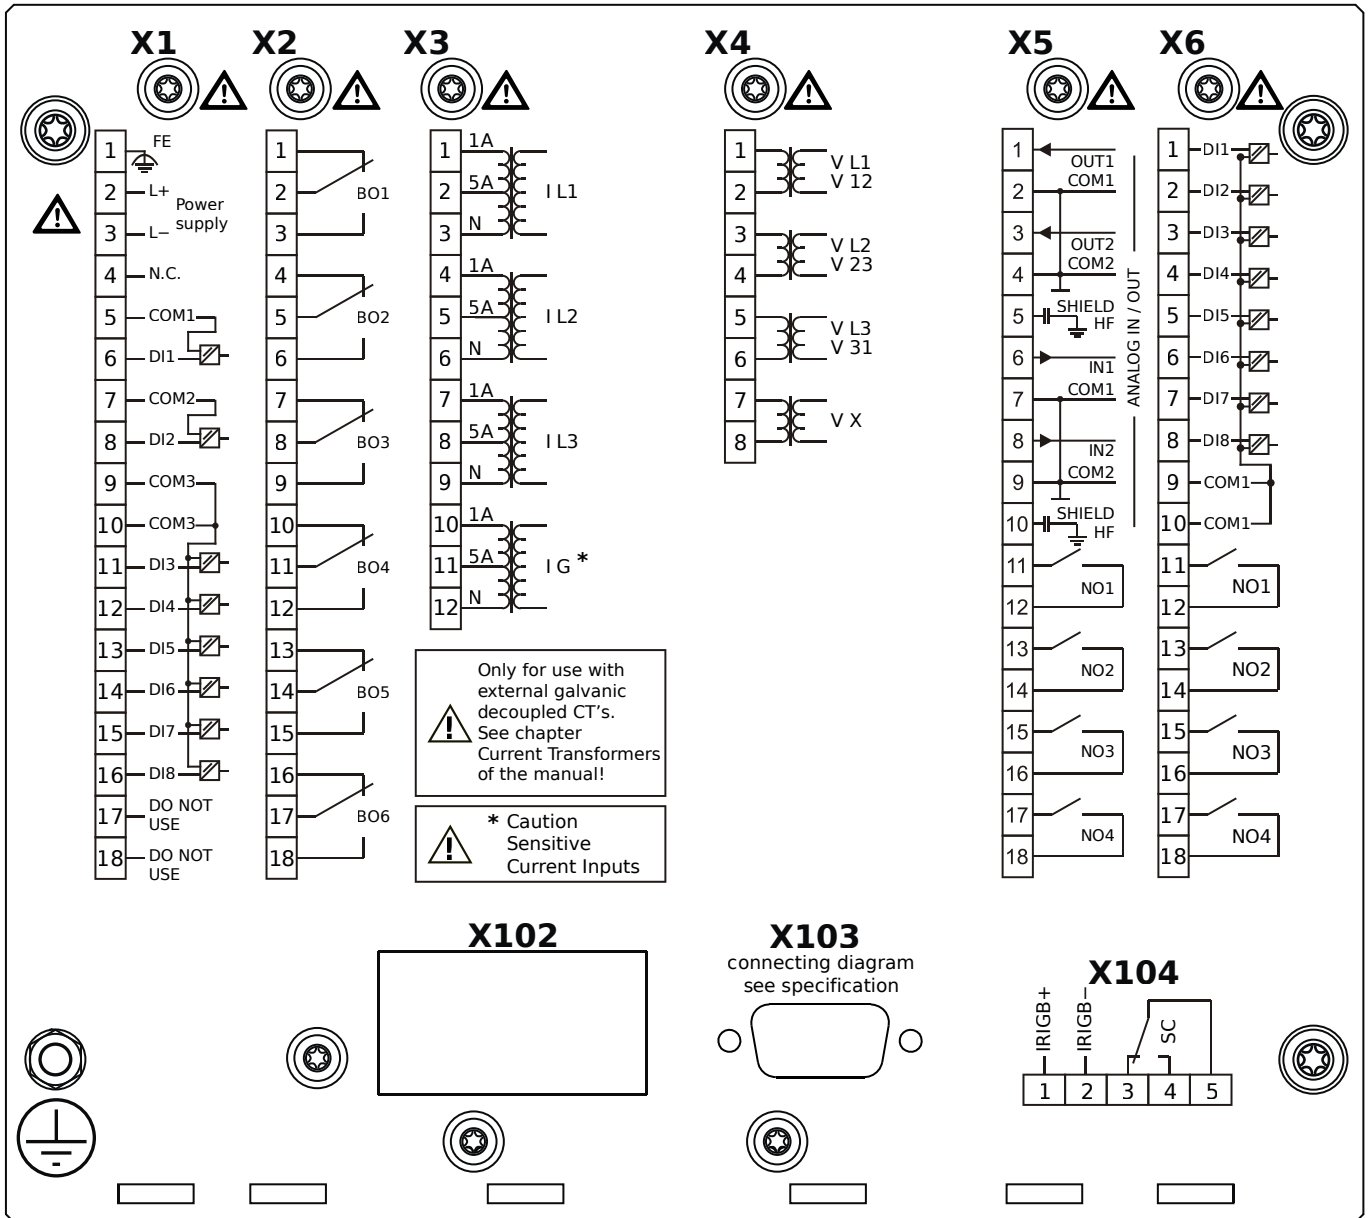 X1
X2
X3
X4
X5
X6
1
FE
2
L+
Power
supply
3
L−
4
N.C.
5
COM1
6
DI1
7
COM2
8
DI2
9
COM3
10
COM3
11
DI3
12
DI4
13
DI5
14
DI6
15
DI7
16
DI8
17
DO NOT
USE
18
DO NOT
USE
1
2
BO1
3
4
5
BO2
6
7
8
BO3
9
10
11
BO4
12
13
14
BO5
15
16
17
BO6
18
1
1A
2
5A
I L1
3
N
4
1A
5
5A
I L2
6
N
7
1A
8
5A
I L3
9
N
10
1A
11
5A
I G *
12
N
Only for use with
external galvanic
decoupled CT's.
See chapter
Current Transformers
of the manual!
* Caution
Sensitive
Current Inputs
1
2
V L1
V 12
3
4
V L2
V 23
5
6
V L3
V 31
7
8
V X
1
OUT1
2
COM1
3
OUT2
4
COM2
5
SHIELD
HF
6
IN1
7
COM1
8
IN2
9
COM2
10
SHIELD
HF
ANALOG IN / OUT
11
12
NO1
13
14
NO2
15
16
NO3
17
18
NO4
1
DI1
2
DI2
3
DI3
4
DI4
5
DI5
6
DI6
7
DI7
8
DI8
9
COM1
10
COM1
11
12
NO1
13
14
NO2
15
16
NO3
17
18
NO4
X102
X103
connecting diagram
see specification
X104
IRIGB+
IRIGB−
SC
1
2
3
4
5